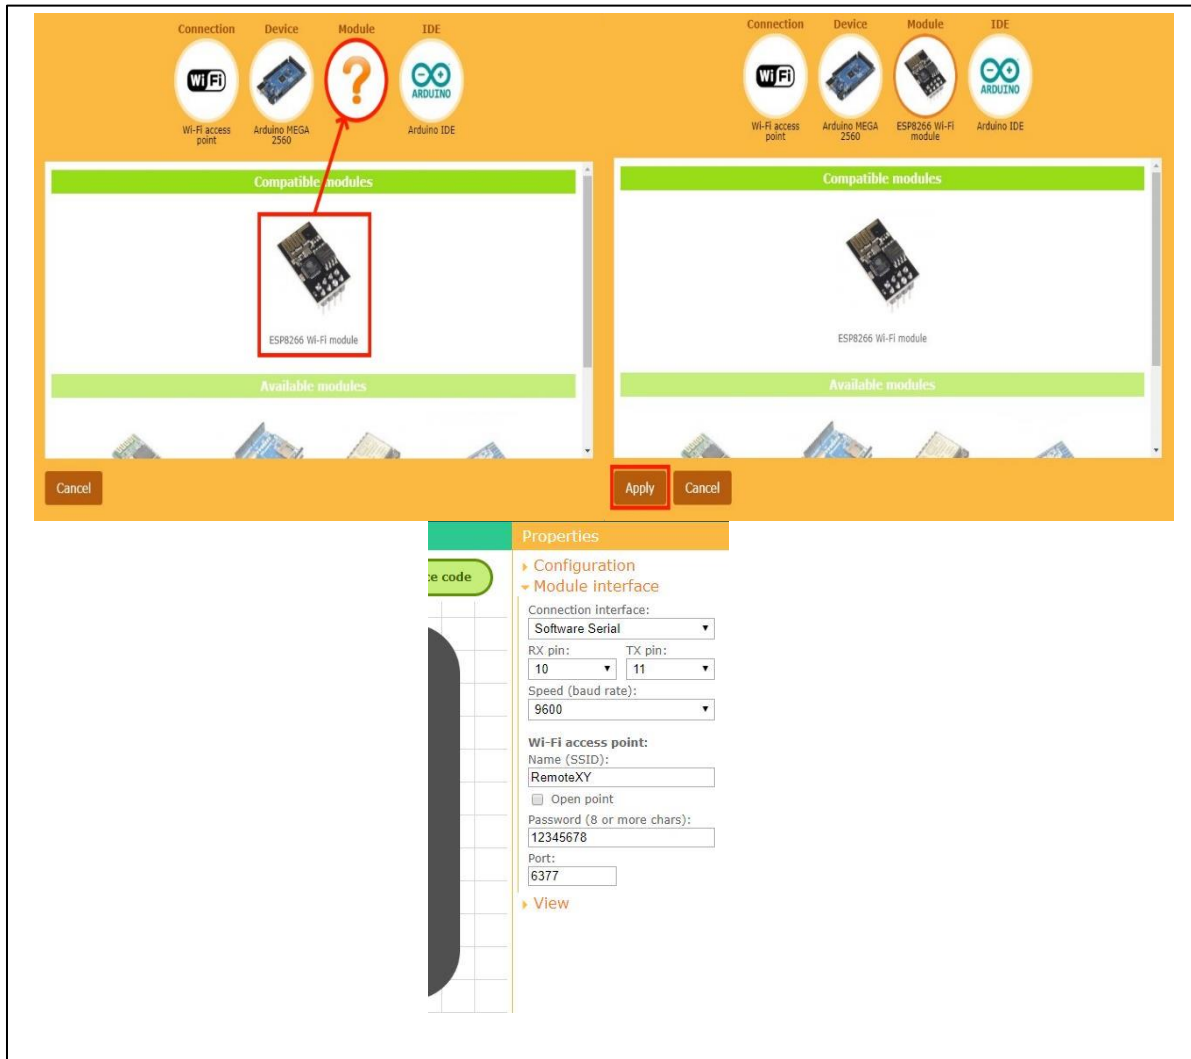 Connection Device Module IDE
WiFi
?
ARDUINO
Wi-Fi access point
Arduino MEGA 2560
Arduino IDE
Compatible modules
ESP8266 Wi-Fi module
Available modules
Cancel
Connection Device Module IDE
WiFi
ARDUINO
Wi-Fi access point
Arduino MEGA 2560
ESP8266 Wi-Fi module
Arduino IDE
Compatible modules
ESP8266 Wi-Fi module
Available modules
Apply Cancel
Properties
ce code
Configuration
Module interface
Connection interface:
Software Serial
RX pin: TX pin:
10 11
Speed (baud rate):
9600
Wi-Fi access point:
Name (SSID):
RemoteXY
Open point
Password (8 or more chars):
12345678
Port:
6377
View